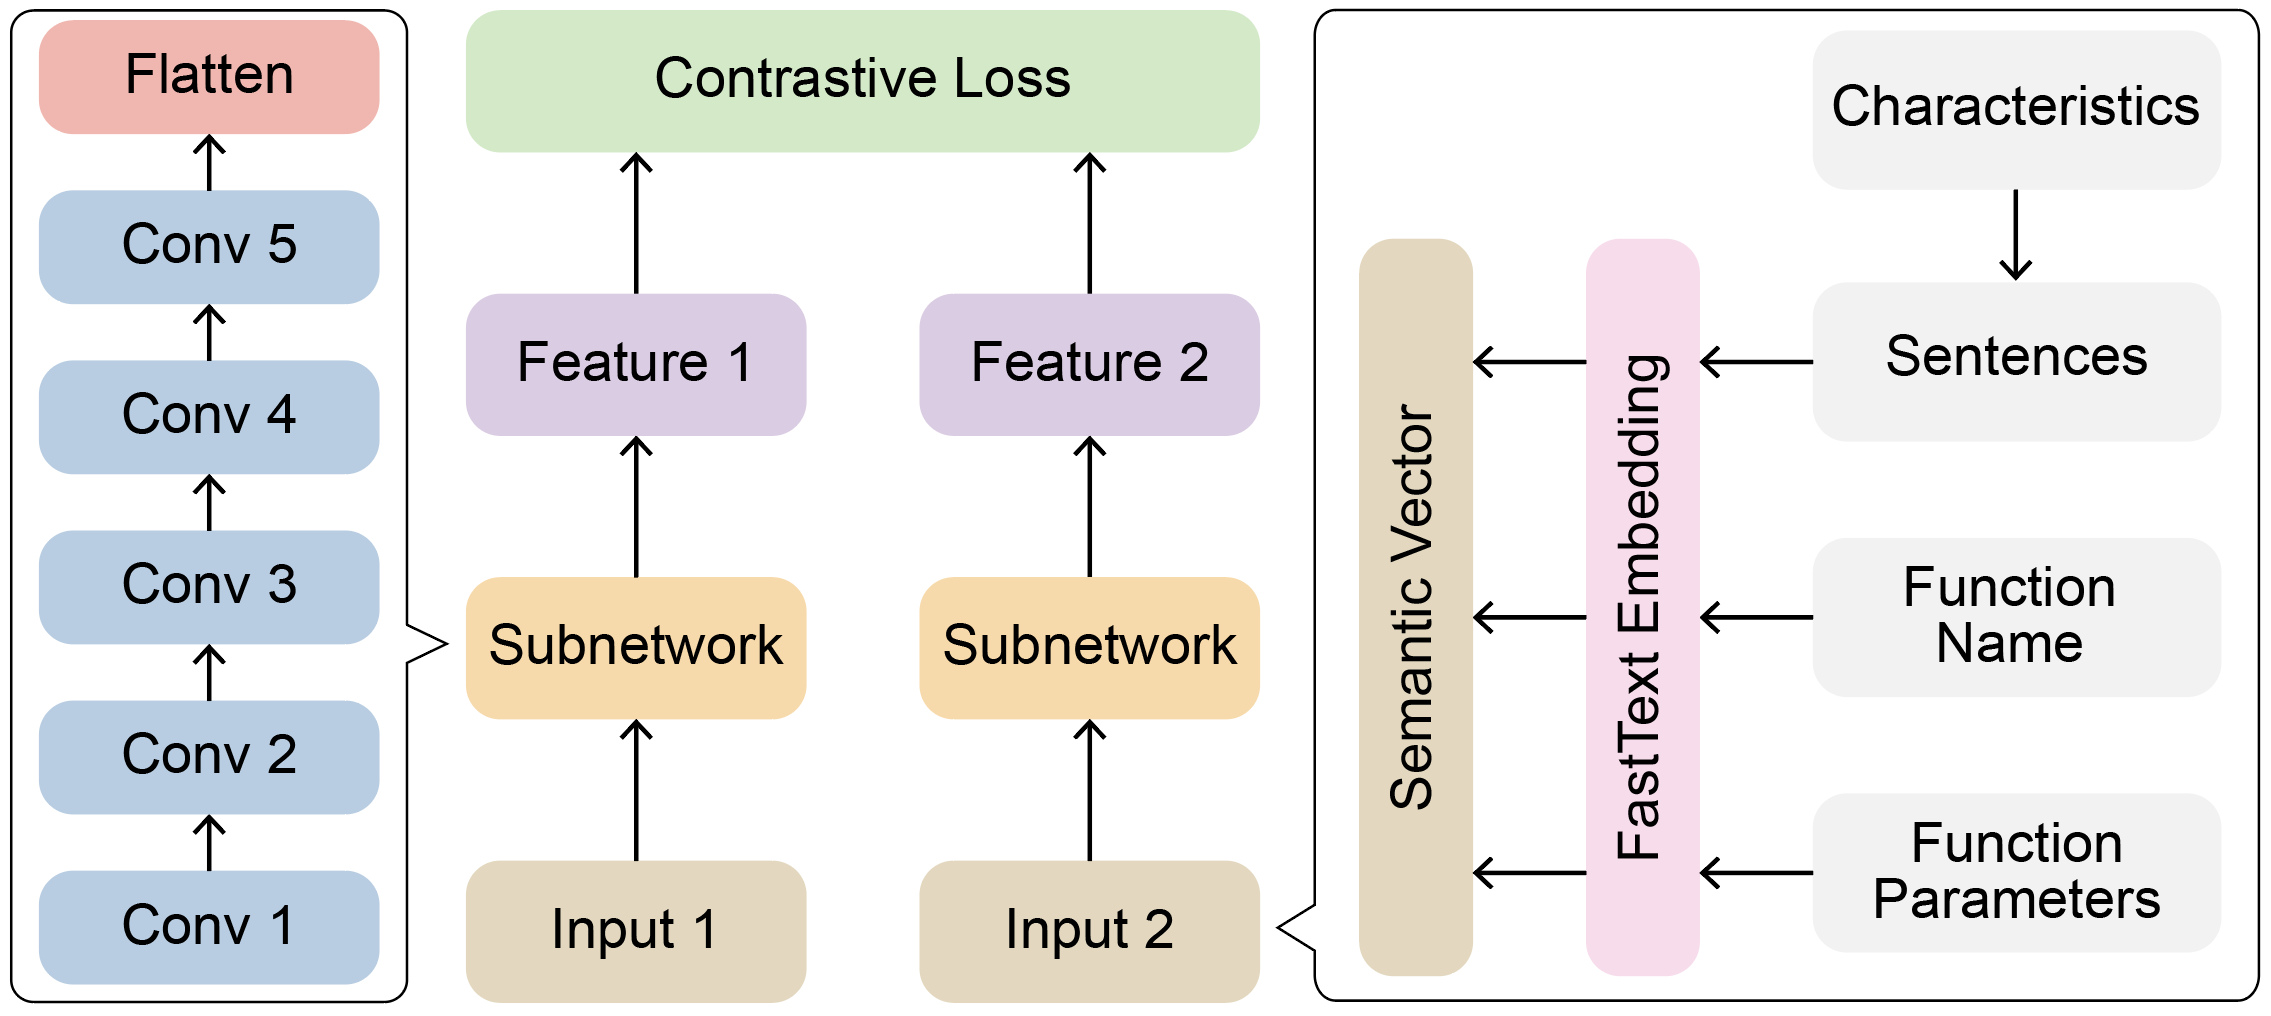 Flatten
Conv 5
Conv 4
Conv 3
Conv 2
Conv 1
Contrastive Loss
Feature 1
Feature 2
Subnetwork
Subnetwork
Input 1
Input 2
Semantic Vector
FastText Embedding
Characteristics
Sentences
Function
Name
Function
Parameters